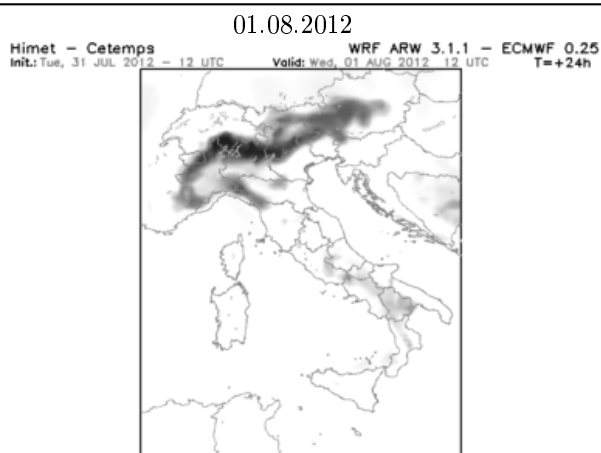 01.08.2012
Himet – Cetemps WRF ARW 3.1.1 – ECMWF 0.25
Init.: Tue, 31 JUL 2012 – 12 UTC Valid: Wed, 01 AUG 2012 12 UTC T=+24h